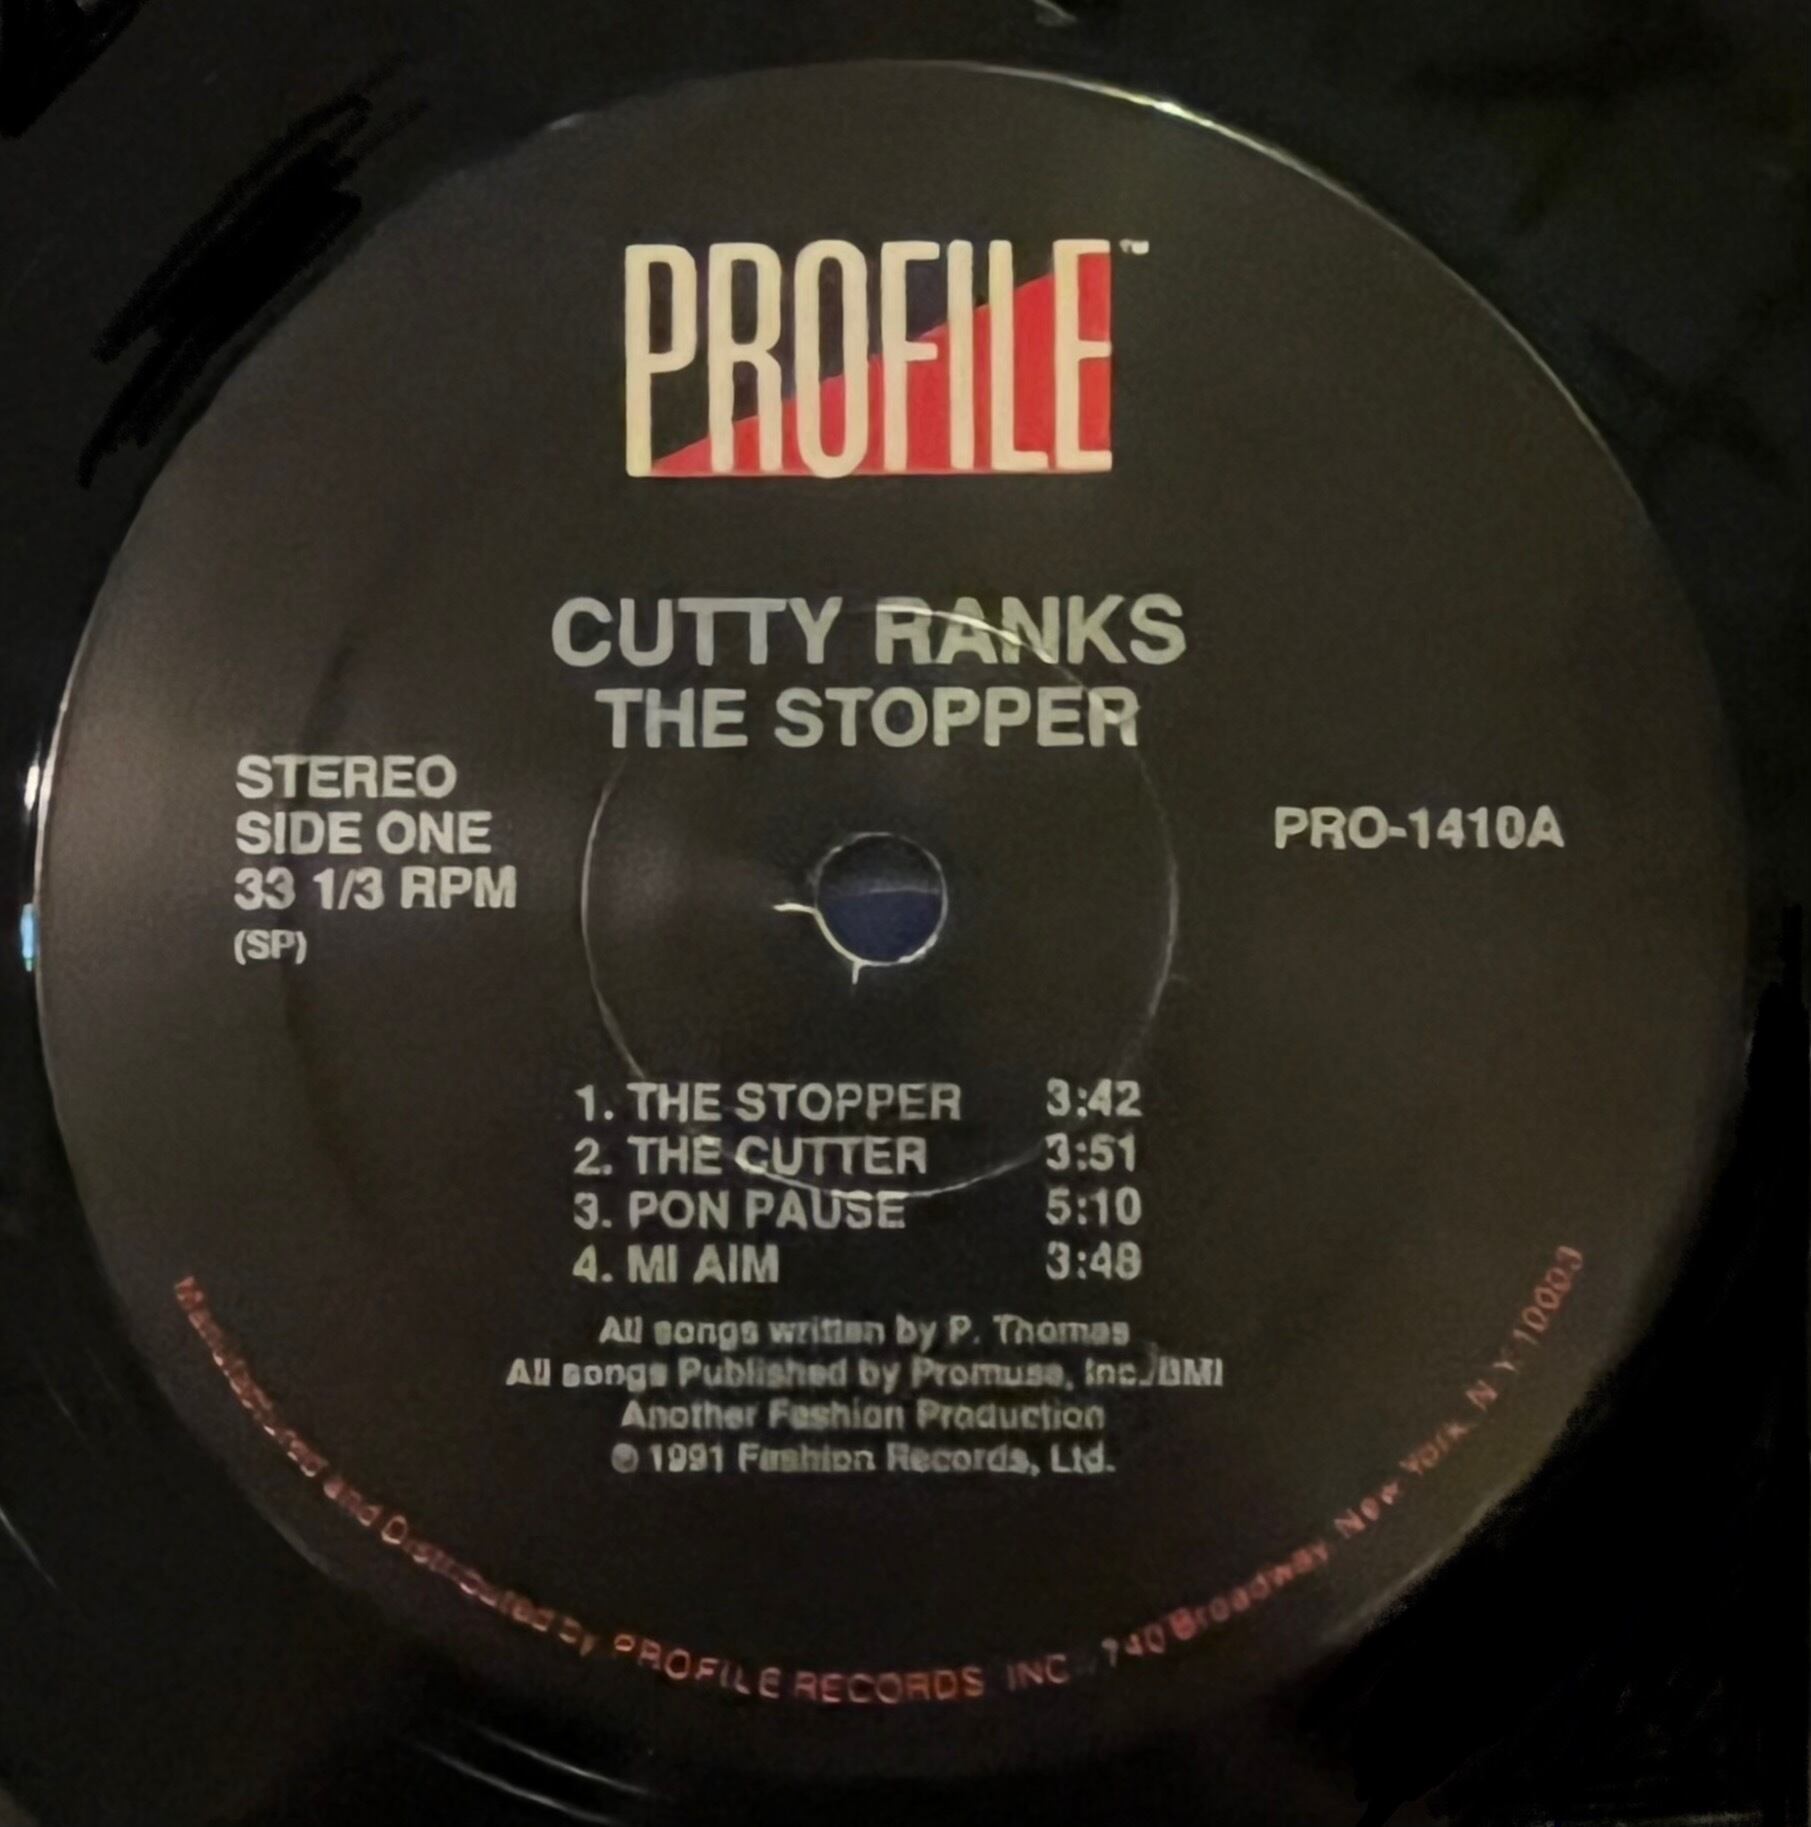 PROFILE™
CUTTY RANKS
THE STOPPER
STEREO
SIDE ONE
33 1/3 RPM
(SP)
PRO-1410A
1. THE STOPPER 3:42
2. THE CUTTER 3:51
3. PON PAUSE 5:10
4. MI AIM 3:48
All songs written by P. Thomas
All songs Published by Promuse, Inc./BMI
Another Fashion Production
℗ 1991 Fashion Records, Ltd.
Manufactured and Distributed by PROFILE RECORDS INC 740 Broadway, New York, N Y 10003